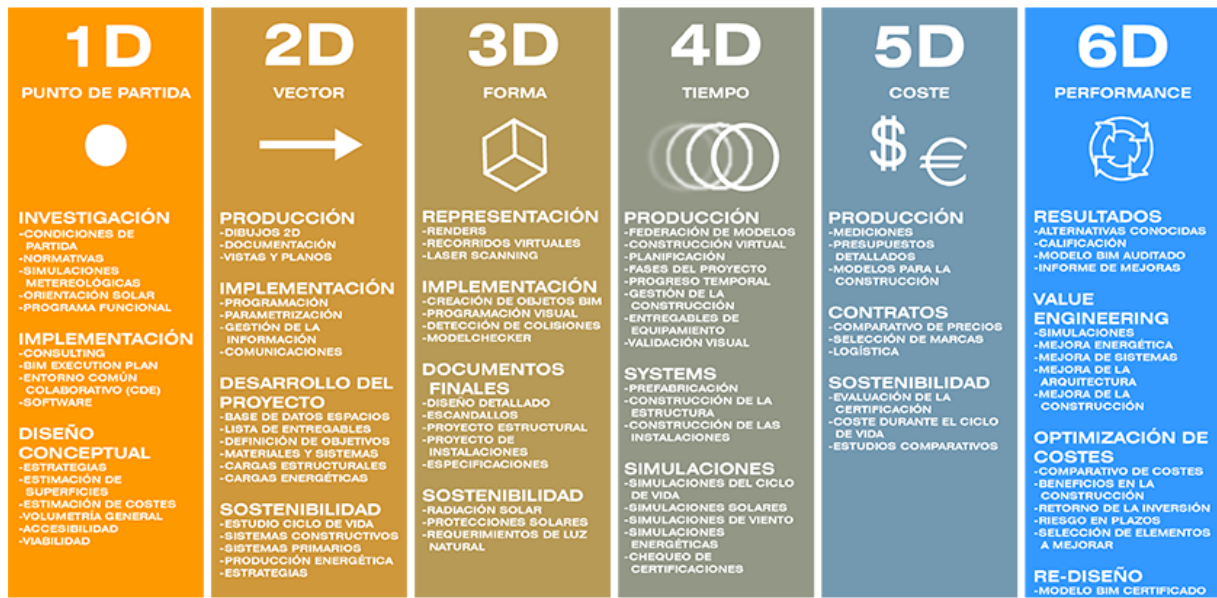 1D
PUNTO DE PARTIDA
INVESTIGACIÓN
-CONDICIONES DE
PARTIDA
-NORMATIVAS
-SIMULACIONES
METEREOLÓGICAS
-ORIENTACIÓN SOLAR
-PROGRAMA FUNCIONAL
IMPLEMENTACIÓN
-CONSULTING
-BIM EXECUTION PLAN
-ENTORNO COMÚN
COLABORATIVO (CDE)
-SOFTWARE
DISEÑO
CONCEPTUAL
-ESTRATEGIAS
-ESTIMACIÓN DE
SUPERFICIES
-ESTIMACIÓN DE COSTES
-VOLUMETRÍA GENERAL
-ACCESIBILIDAD
-VIABILIDAD
2D
VECTOR
PRODUCCIÓN
-DIBUJOS 2D
-DOCUMENTACIÓN
-VISTAS Y PLANOS
IMPLEMENTACIÓN
-PROGRAMACIÓN
-PARAMETRIZACIÓN
-GESTIÓN DE LA
INFORMACIÓN
-COMUNICACIONES
DESARROLLO DEL
PROYECTO
-BASE DE DATOS ESPACIOS
-LISTA DE ENTREGABLES
-DEFINICIÓN DE OBJETIVOS
-MATERIALES Y SISTEMAS
-CARGAS ESTRUCTURALES
-CARGAS ENERGÉTICAS
SOSTENIBILIDAD
-ESTUDIO CICLO DE VIDA
-SISTEMAS CONSTRUCTIVOS
-SISTEMAS PRIMARIOS
-PRODUCCIÓN ENERGÉTICA
-ESTRATEGIAS
3D
FORMA
REPRESENTACIÓN
-RENDERS
-RECORRIDOS VIRTUALES
-LASER SCANNING
IMPLEMENTACIÓN
-CREACIÓN DE OBJETOS BIM
-PROGRAMACIÓN VISUAL
-DETECCIÓN DE COLISIONES
-MODELCHECKER
DOCUMENTOS
FINALES
-DISEÑO DETALLADO
-ESCANDALLOS
-PROYECTO ESTRUCTURAL
-PROYECTO DE
INSTALACIONES
-ESPECIFICACIONES
SOSTENIBILIDAD
-RADIACIÓN SOLAR
-PROTECCIONES SOLARES
-REQUERIMIENTOS DE LUZ
NATURAL
4D
TIEMPO
PRODUCCIÓN
-FEDERACIÓN DE MODELOS
-CONSTRUCCIÓN VIRTUAL
-PLANIFICACIÓN
-FASES DEL PROYECTO
-PROGRESO TEMPORAL
-GESTIÓN DE LA
CONSTRUCCIÓN
-ENTREGABLES DE
EQUIPAMIENTO
-VALIDACIÓN VISUAL
SYSTEMS
-PREFABRICACIÓN
-CONSTRUCCIÓN DE LA
ESTRUCTURA
-CONSTRUCCIÓN DE LAS
INSTALACIONES
SIMULACIONES
-SIMULACIONES DEL CICLO
DE VIDA
-SIMULACIONES SOLARES
-SIMULACIONES DE VIENTO
-SIMULACIONES
ENERGÉTICAS
-CHEQUEO DE
CERTIFICACIONES
5D
COSTE
$ €
PRODUCCIÓN
-MEDICIONES
-PRESUPUESTOS
DETALLADOS
-MODELOS PARA LA
CONSTRUCCIÓN
CONTRATOS
-COMPARATIVO DE PRECIOS
-SELECCIÓN DE MARCAS
-LOGÍSTICA
SOSTENIBILIDAD
-EVALUACIÓN DE LA
CERTIFICACIÓN
-COSTE DURANTE EL CICLO
DE VIDA
-ESTUDIOS COMPARATIVOS
6D
PERFORMANCE
RESULTADOS
-ALTERNATIVAS CONOCIDAS
-CALIFICACIÓN
-MODELO BIM AUDITADO
-INFORME DE MEJORAS
VALUE
ENGINEERING
-SIMULACIONES
-MEJORA ENERGÉTICA
-MEJORA DE SISTEMAS
-MEJORA DE LA
ARQUITECTURA
-MEJORA DE LA
CONSTRUCCIÓN
OPTIMIZACIÓN DE
COSTES
-COMPARATIVO DE COSTES
-BENEFICIOS EN LA
CONSTRUCCIÓN
-RETORNO DE LA INVERSIÓN
-RIESGO EN PLAZOS
-SELECCIÓN DE ELEMENTOS
A MEJORAR
RE-DISEÑO
-MODELO BIM CERTIFICADO